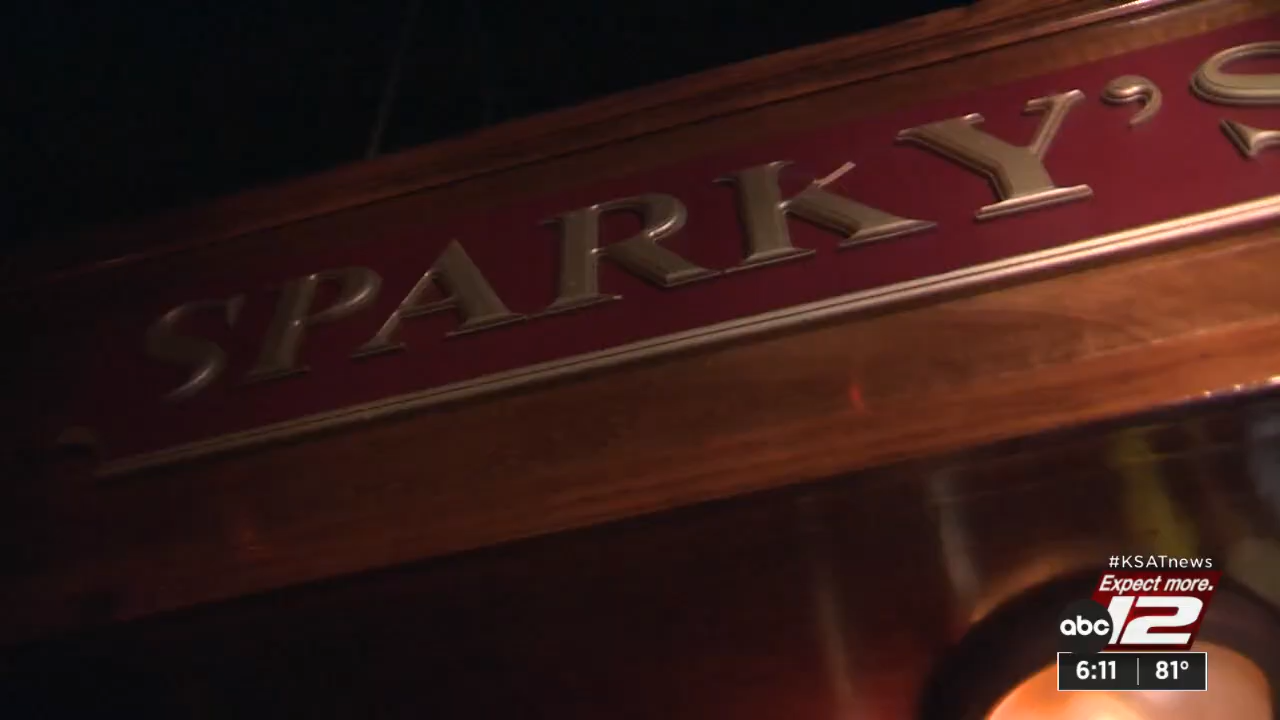 SPARKY'S
#KSATnews
Expect more.
abc 12
6:11 | 81°